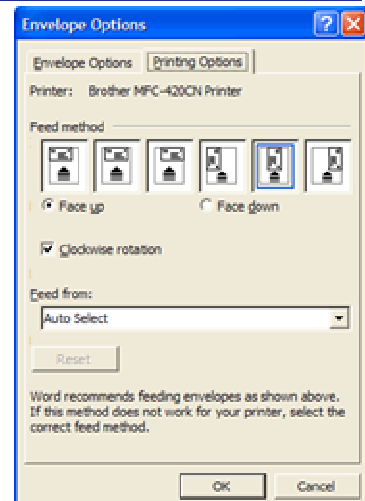 Envelope Options
Envelope Options Printing Options
Printer: Brother MFC-420CN Printer
Feed method
Face up Face down
Clockwise rotation
Feed from:
Auto Select
Reset
Word recommends feeding envelopes as shown above.
If this method does not work for your printer, select the
correct feed method.
OK Cancel